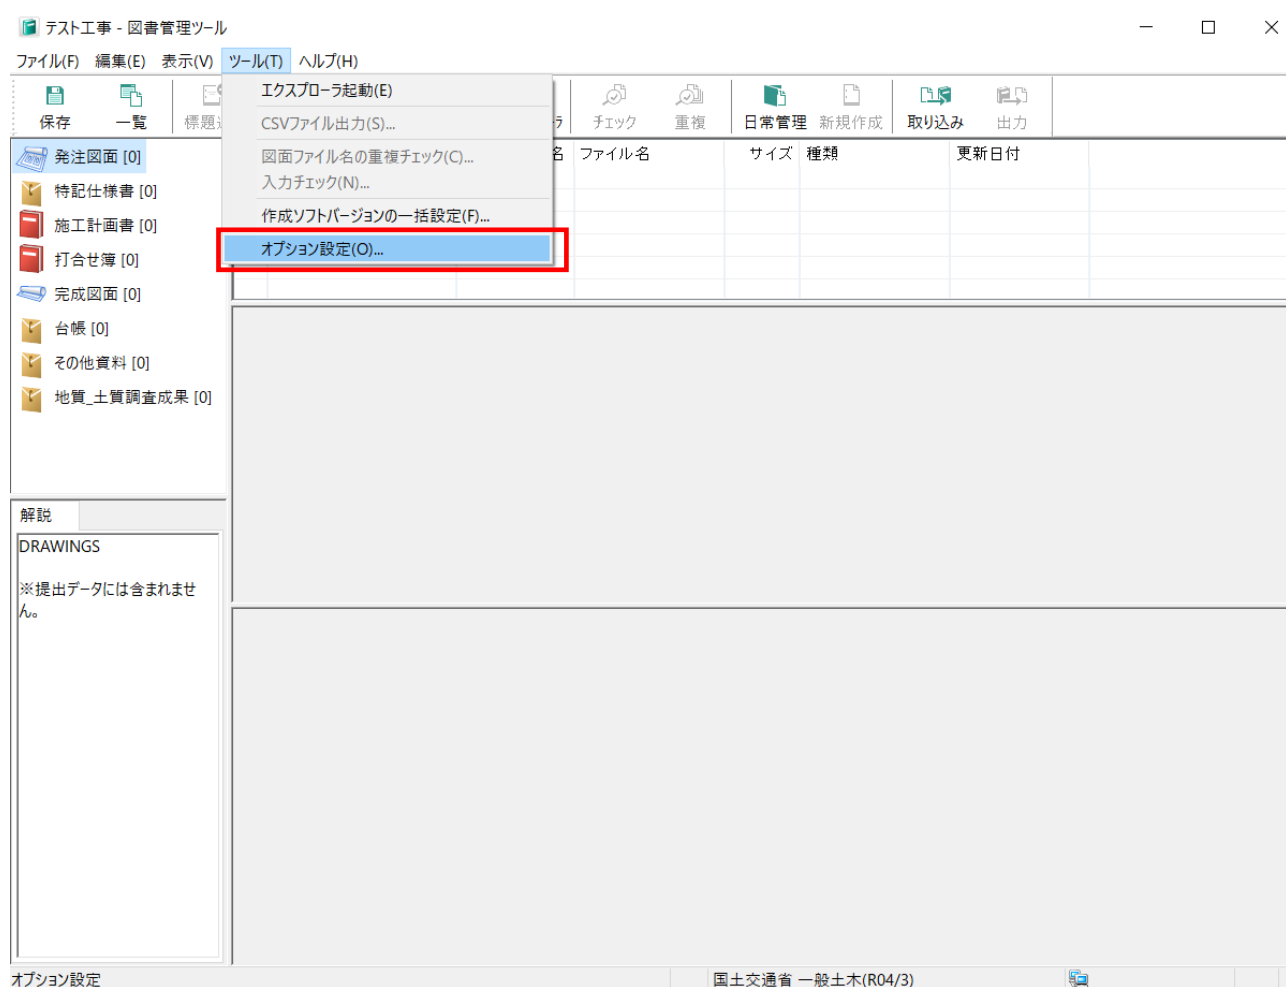 テスト工事 - 図書管理ツール
ファイル(F) 編集(E) 表示(V) ツール(T) ヘルプ(H)
エクスプローラ起動(E)
CSVファイル出力(S)...
図面ファイル名の重複チェック(C)...
入力チェック(N)...
作成ソフトバージョンの一括設定(F)...
オプション設定(O)...
保存 一覧 標題 ラ チェック 重複 日常管理 新規作成 取り込み 出力
名 ファイル名 サイズ 種類 更新日付
発注図面 [0]
特記仕様書 [0]
施工計画書 [0]
打合せ簿 [0]
完成図面 [0]
台帳 [0]
その他資料 [0]
地質_土質調査成果 [0]
解説
DRAWINGS
※提出データには含まれませ
ん。
オプション設定 国土交通省 一般土木(R04/3)